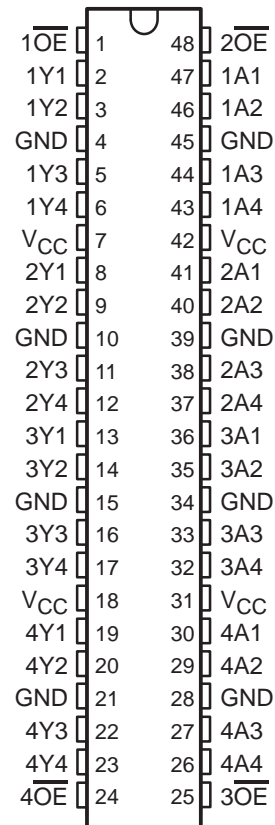 1O̅E̅ 1 48 2O̅E̅
1Y1 2 47 1A1
1Y2 3 46 1A2
GND 4 45 GND
1Y3 5 44 1A3
1Y4 6 43 1A4
VCC 7 42 VCC
2Y1 8 41 2A1
2Y2 9 40 2A2
GND 10 39 GND
2Y3 11 38 2A3
2Y4 12 37 2A4
3Y1 13 36 3A1
3Y2 14 35 3A2
GND 15 34 GND
3Y3 16 33 3A3
3Y4 17 32 3A4
VCC 18 31 VCC
4Y1 19 30 4A1
4Y2 20 29 4A2
GND 21 28 GND
4Y3 22 27 4A3
4Y4 23 26 4A4
4O̅E̅ 24 25 3O̅E̅